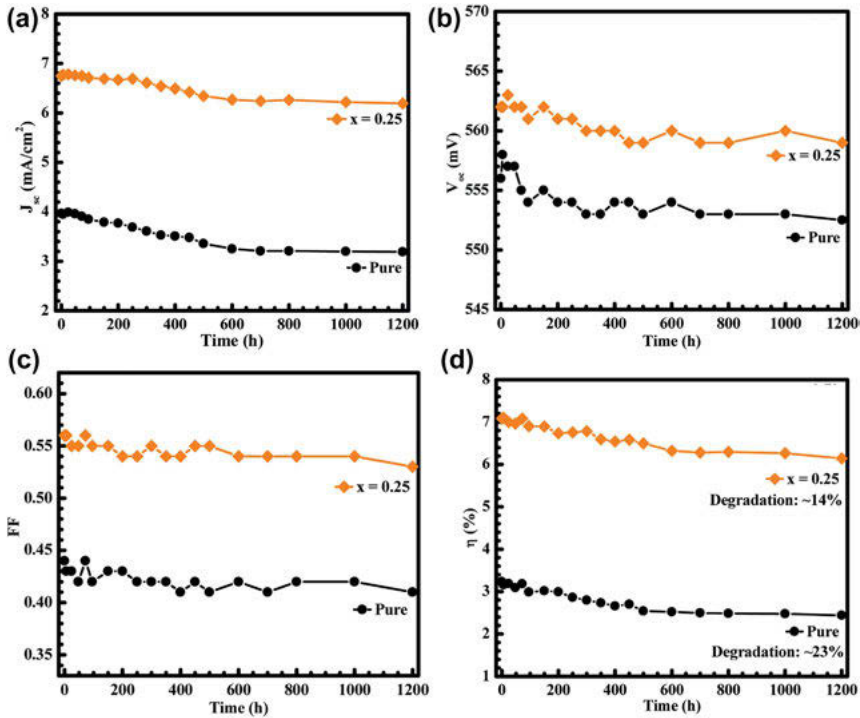 (a)
8
6
4
3
2
J_sc (mA/cm²)
x = 0.25
Pure
0 200 400 600 800 1000 1200
Time (h)
(b)
570
565
560
555
550
545
V_oc (mV)
x = 0.25
Pure
0 200 400 600 800 1000 1200
Time (h)
(c)
0.60
0.55
0.50
0.45
0.40
0.35
FF
x = 0.25
Pure
0 200 400 600 800 1000 1200
Time (h)
(d)
8
7
6
5
4
3
2
1
η (%)
x = 0.25
Degradation: ~14%
Pure
Degradation: ~23%
0 200 400 600 800 1000 1200
Time (h)